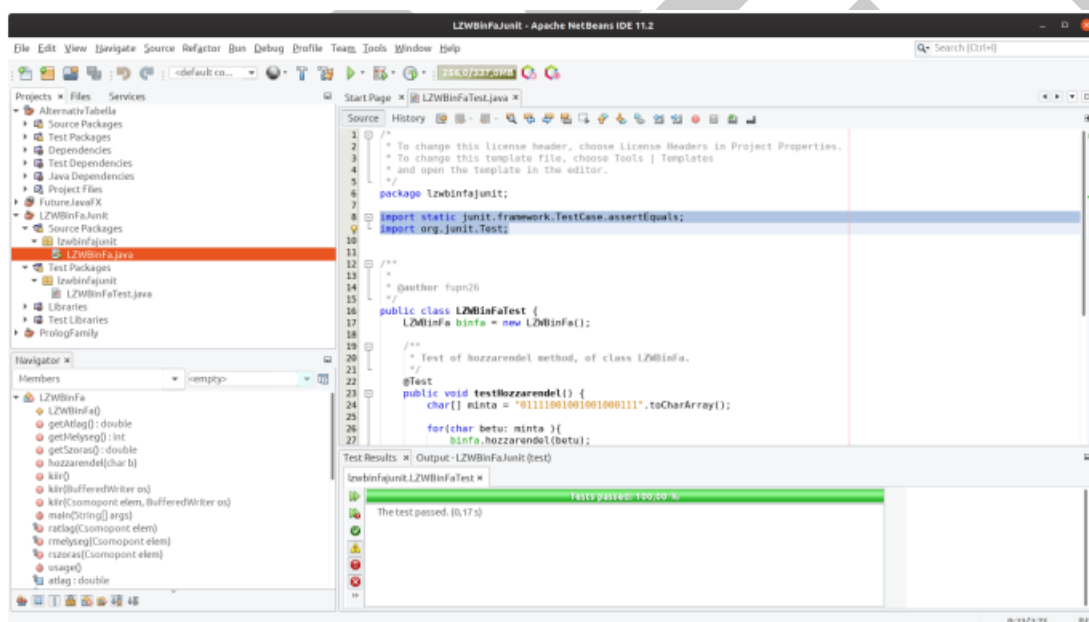 LZWBinFaJunit - Apache NetBeans IDE 11.2
File Edit View Navigate Source Refactor Run Debug Profile Team Tools Window Help
Search (Ctrl+I)
<default co...
256,0/337,0MB
Projects Files Services
Start Page LZWBinFaTest.java
Source History
AlternativTabella
Source Packages
Test Packages
Dependencies
Test Dependencies
Java Dependencies
Project Files
FutureJavaFX
LZWBinFaJunit
Source Packages
lzwbinfajunit
LZWBinFa.java
Test Packages
lzwbinfajunit
LZWBinFaTest.java
Libraries
Test Libraries
PrologFamily
1 /*
2 * To change this license header, choose License Headers in Project Properties.
3 * To change this template file, choose Tools | Templates
4 * and open the template in the editor.
5 */
6 package lzwbinfajunit;
7
8 import static junit.framework.TestCase.assertEquals;
import org.junit.Test;
10
11
12 /**
13 *
14 * @author fupn26
15 */
16 public class LZWBinFaTest {
17 LZWBinFa binfa = new LZWBinFa();
18
19 /**
20 * Test of hozzarendel method, of class LZWBinFa.
21 */
22 @Test
23 public void testHozzarendel() {
24 char[] minta = "01111001001001000111".toCharArray();
25
26 for(char betu: minta ){
27 binfa.hozzarendel(betu);
Navigator
Members <empty>
LZWBinFa
LZWBinFa()
getAtlag() : double
getMelyseg() : int
getSzoras() : double
hozzarendel(char b)
kiir()
kiir(BufferedWriter os)
kiir(Csomopont elem, BufferedWriter os)
main(String[] args)
ratlag(Csomopont elem)
rmelyseg(Csomopont elem)
rszoras(Csomopont elem)
usage()
atlag : double
Test Results Output - LZWBinFaJunit (test)
lzwbinfajunit.LZWBinFaTest
Tests passed: 100,00 %
The test passed. (0,17 s)